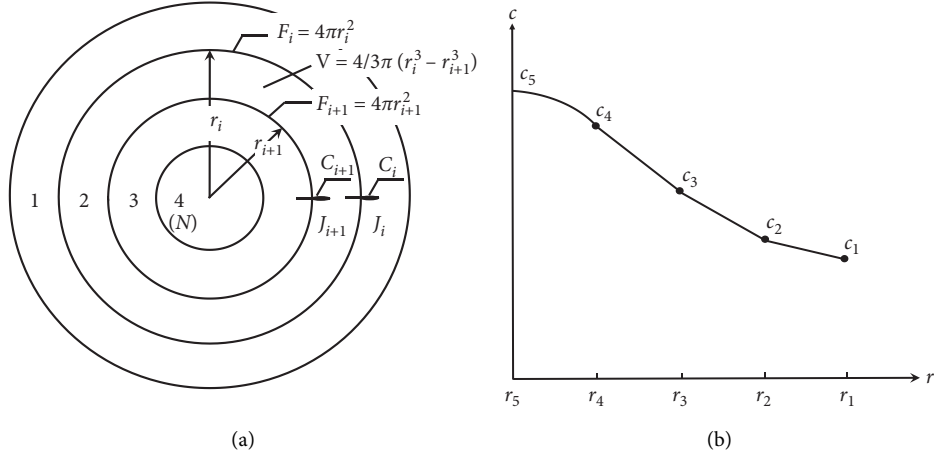 F_i = 4πr_i^2
V = 4/3π (r_i^3 – r_{i+1}^3)
F_{i+1} = 4πr_{i+1}^2
r_i
r_{i+1}
C_{i+1} C_i
1 2 3 4
(N)
J_{i+1} J_i
(a)
c
c_5
c_4
c_3
c_2
c_1
r_5 r_4 r_3 r_2 r_1
r
(b)